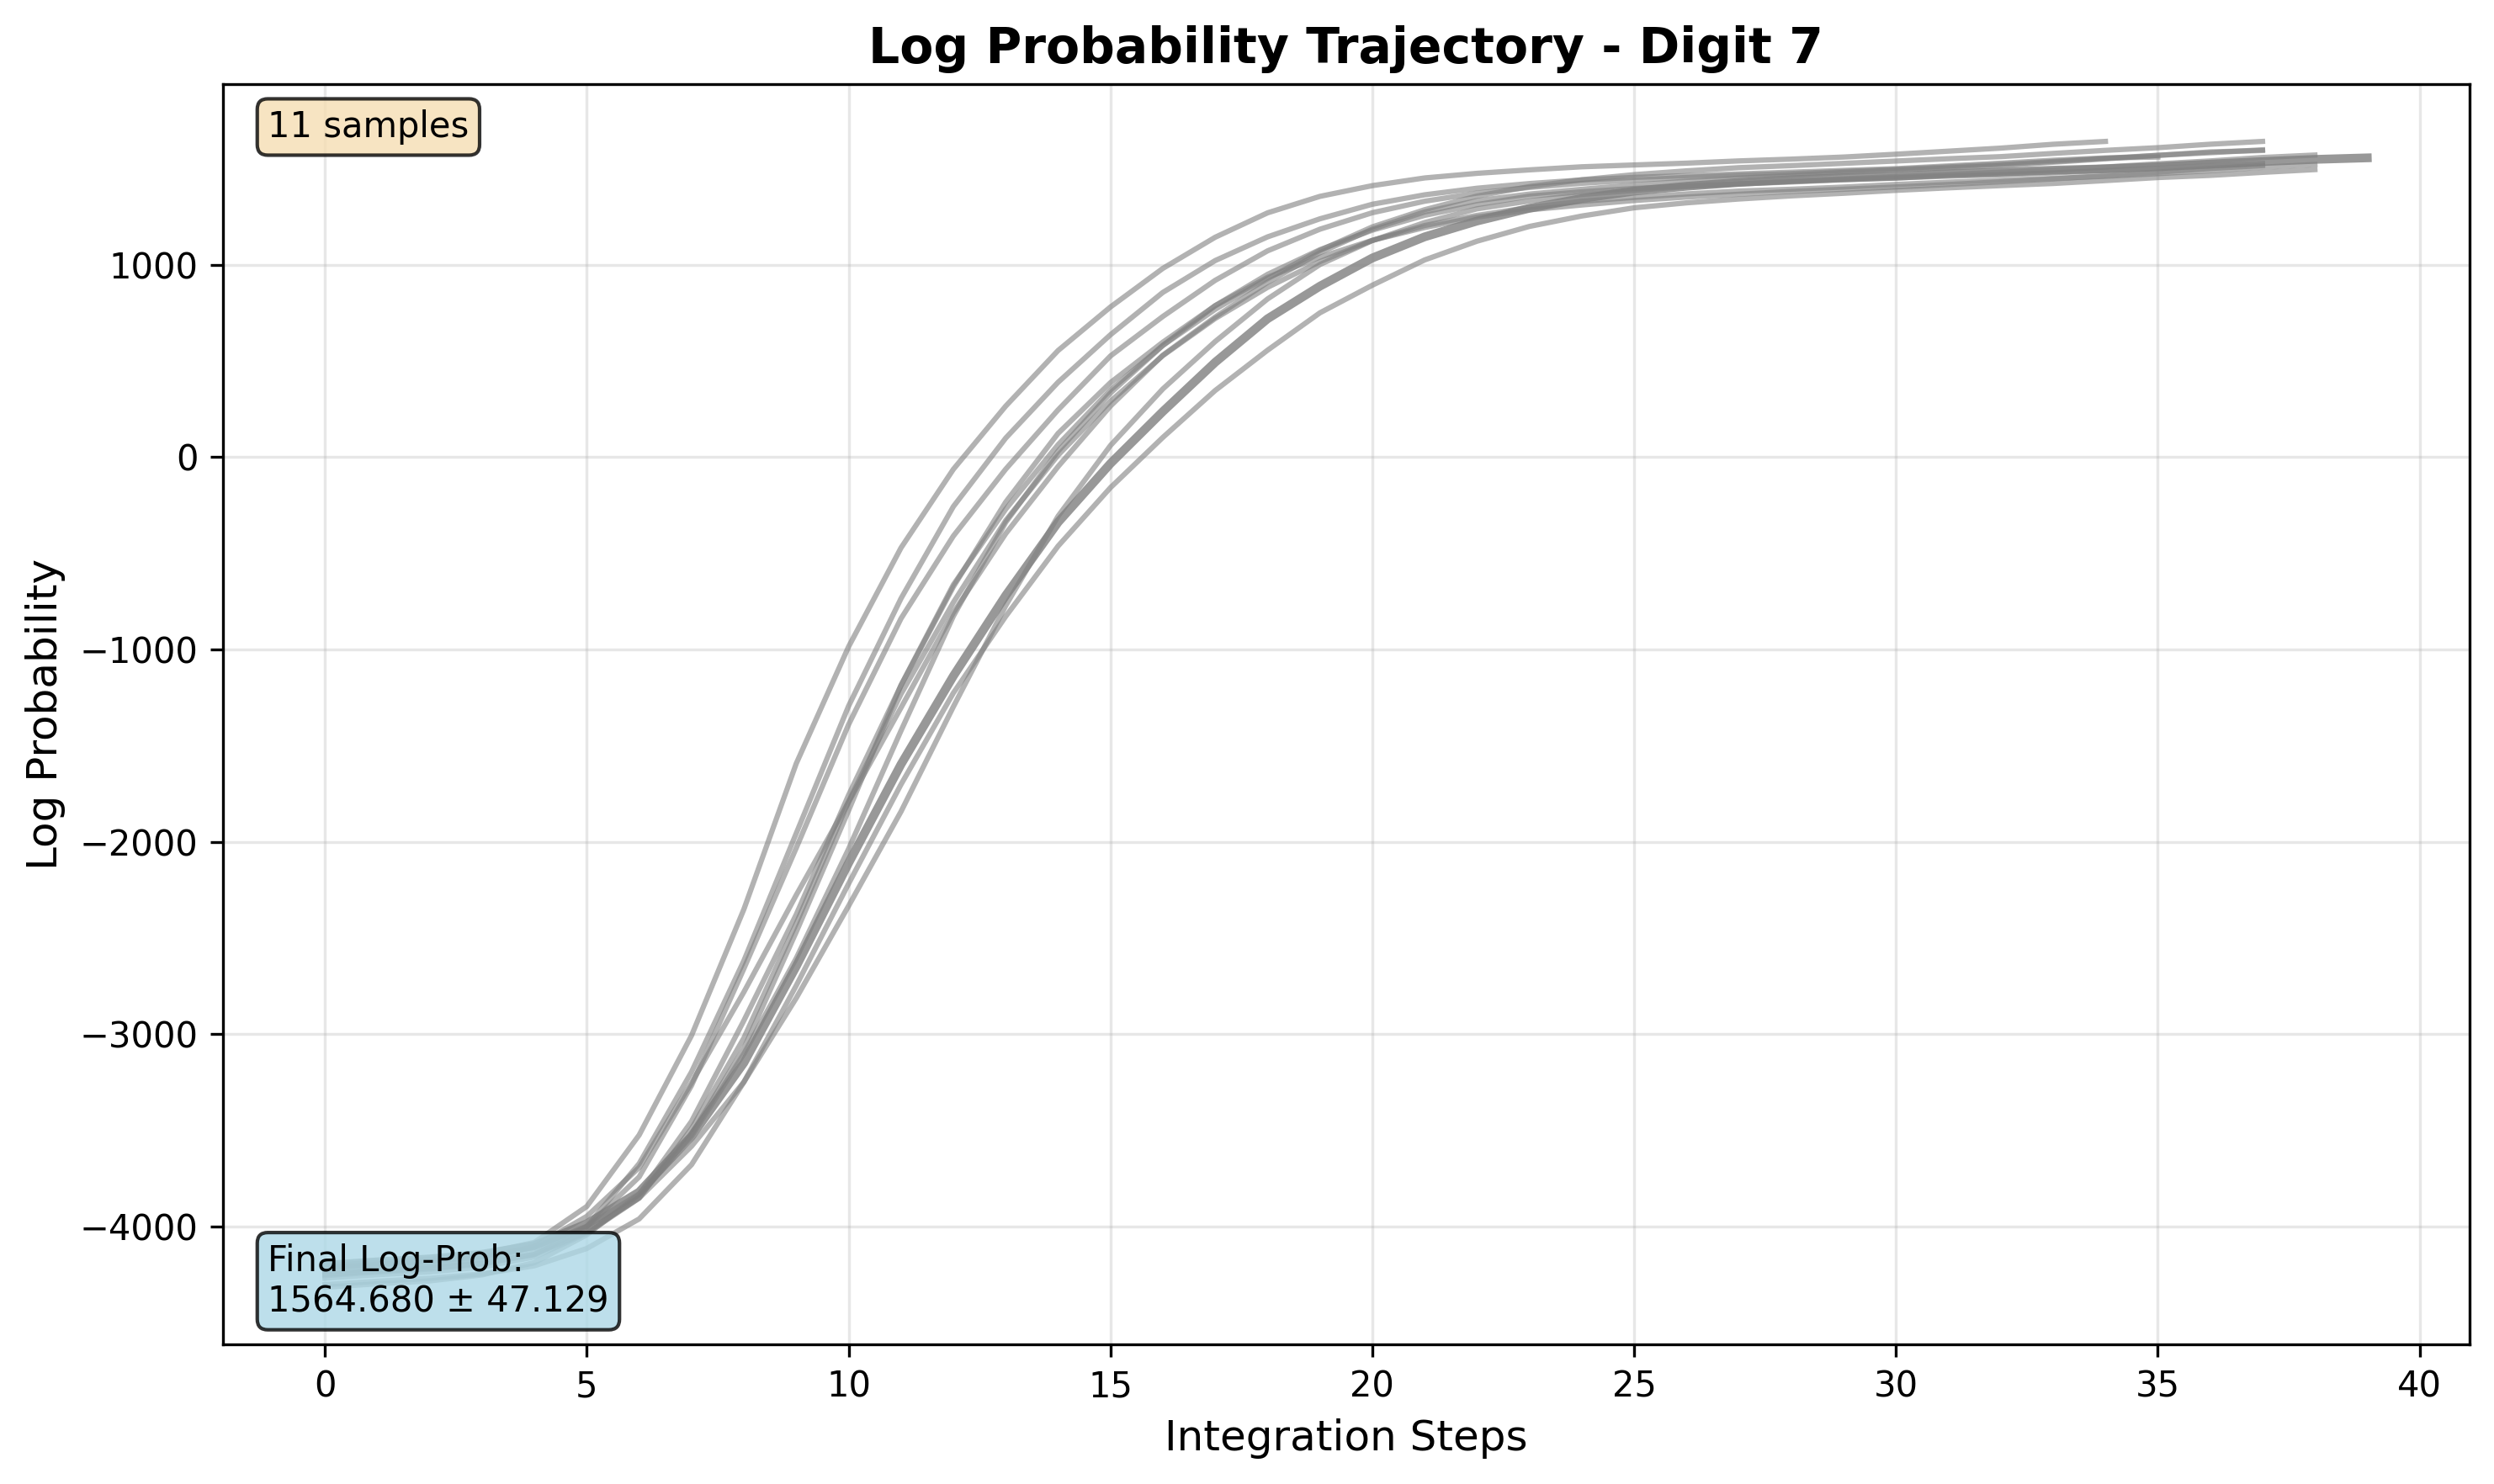 Log Probability Trajectory - Digit 7
11 samples
1000
0
−1000
−2000
−3000
−4000
Log Probability
Final Log-Prob:
1564.680 ± 47.129
0 5 10 15 20 25 30 35 40
Integration Steps